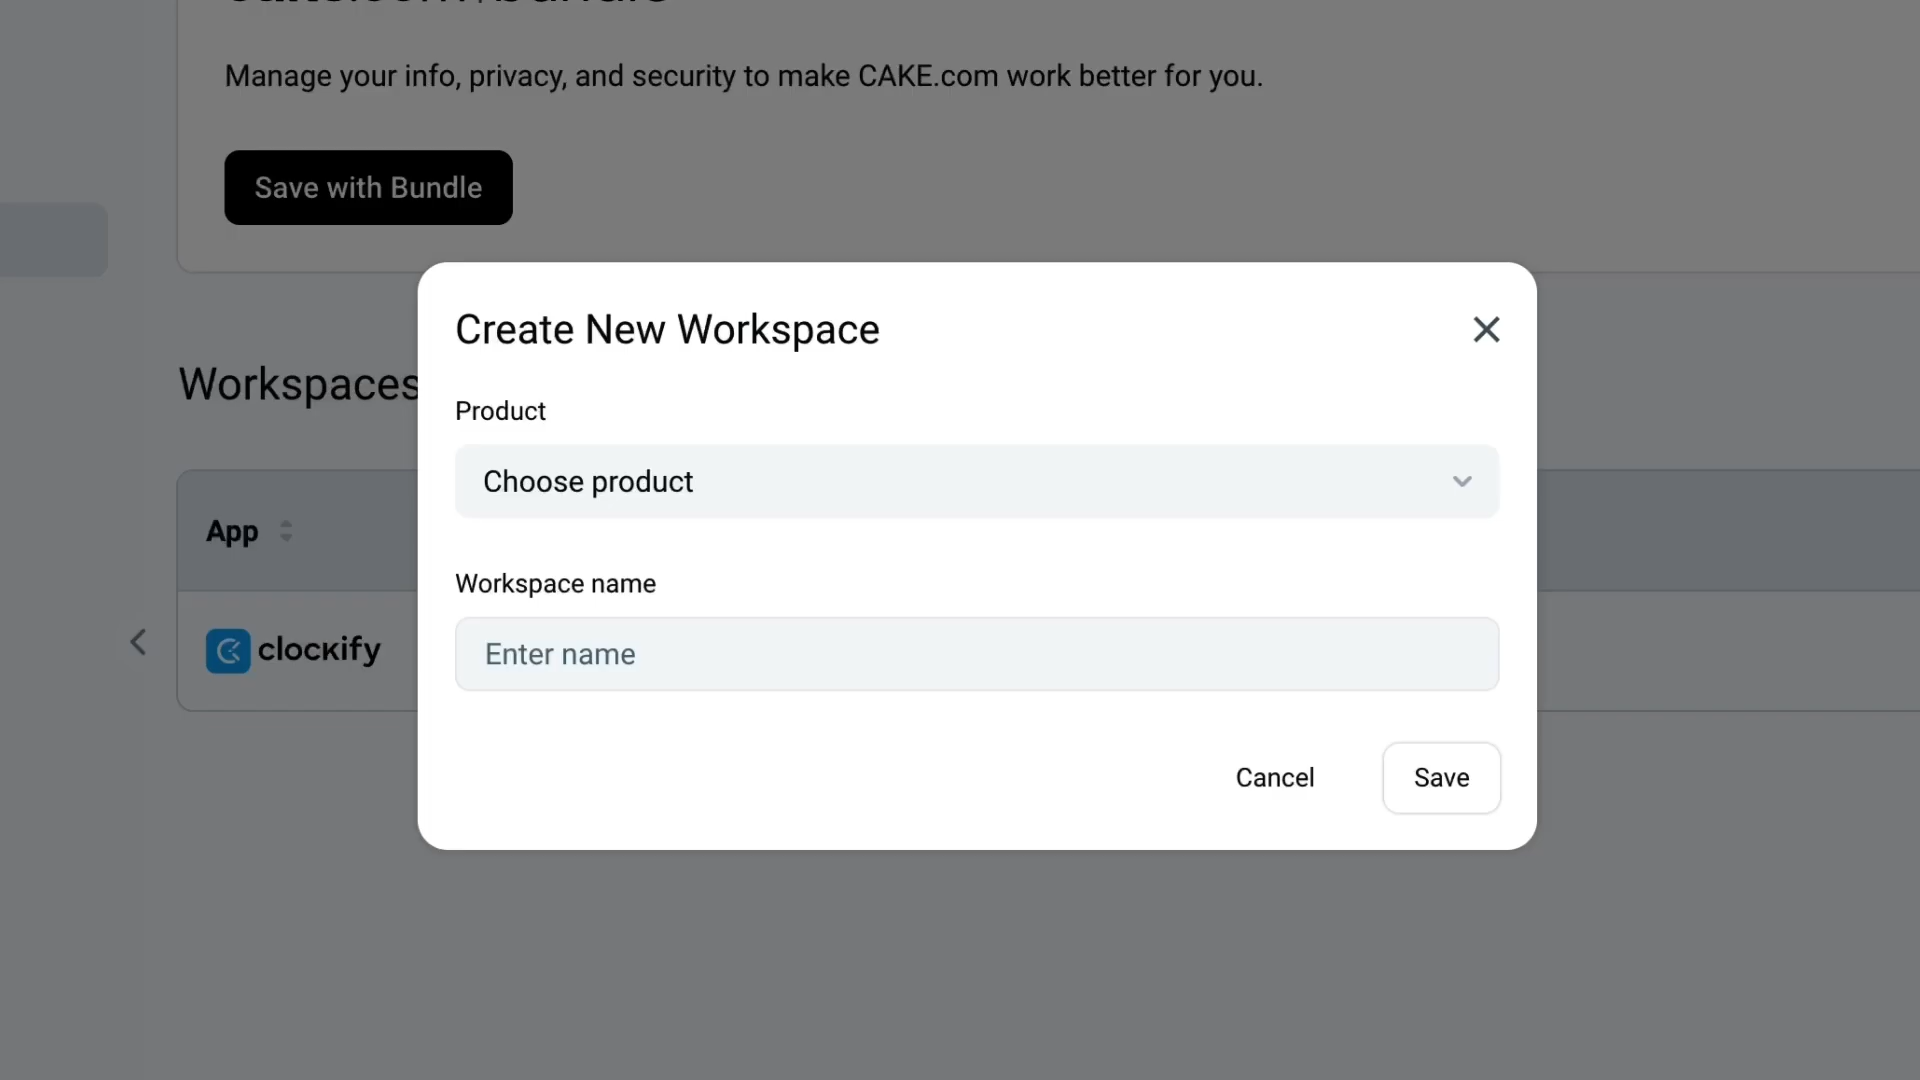 Manage your info, privacy, and security to make CAKE.com work better for you.
Save with Bundle
Create New Workspace
Workspaces
Product
Choose product
App
Workspace name
clockify
Enter name
Cancel
Save